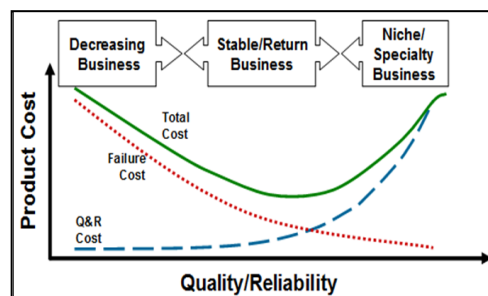 Decreasing
Business
Stable/Return
Business
Niche/
Specialty
Business
Product Cost
Total
Cost
Failure
Cost
Q&R
Cost
Quality/Reliability